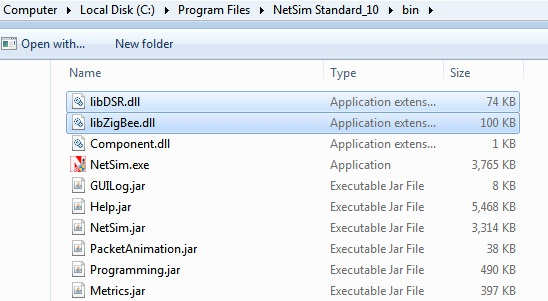 Computer ▸ Local Disk (C:) ▸ Program Files ▸ NetSim Standard_10 ▸ bin ▸
Open with... New folder
Name Type Size
libDSR.dll Application extens... 74 KB
libZigBee.dll Application extens... 100 KB
Component.dll Application extens... 1 KB
NetSim.exe Application 3,765 KB
GUILog.jar Executable Jar File 8 KB
Help.jar Executable Jar File 5,468 KB
NetSim.jar Executable Jar File 3,314 KB
PacketAnimation.jar Executable Jar File 38 KB
Programming.jar Executable Jar File 490 KB
Metrics.jar Executable Jar File 397 KB